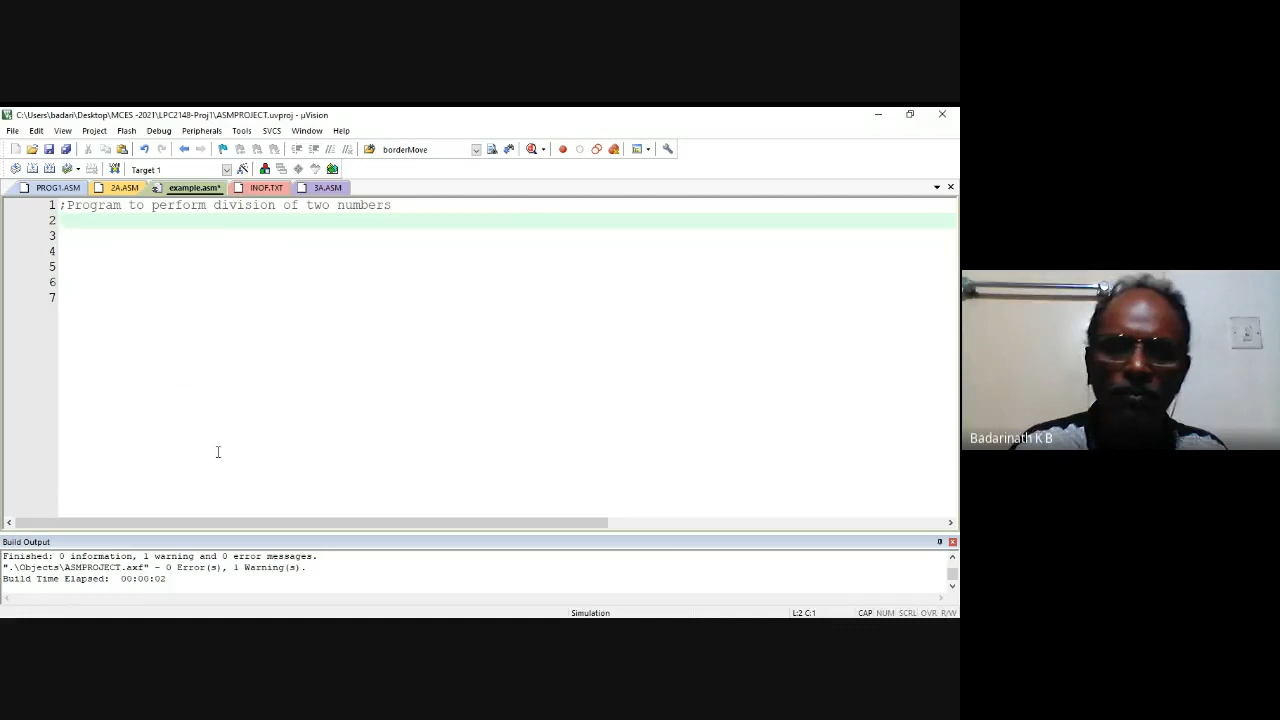 C:\Users\badari\Desktop\MCES -2021\LPC2148-Proj1\ASMPROJECT.uvproj - µVision
File Edit View Project Flash Debug Peripherals Tools SVCS Window Help
borderMove
Target 1
PROG1.ASM 2A.ASM example.asm* INOF.TXT 3A.ASM
1 ;Program to perform division of two numbers
2
3
4
5
6
7
Badarinath K B
Build Output
Finished: 0 information, 1 warning and 0 error messages.
".\Objects\ASMPROJECT.axf" - 0 Error(s), 1 Warning(s).
Build Time Elapsed: 00:00:02
Simulation L:2 C:1 CAP NUM SCRL OVR R/W